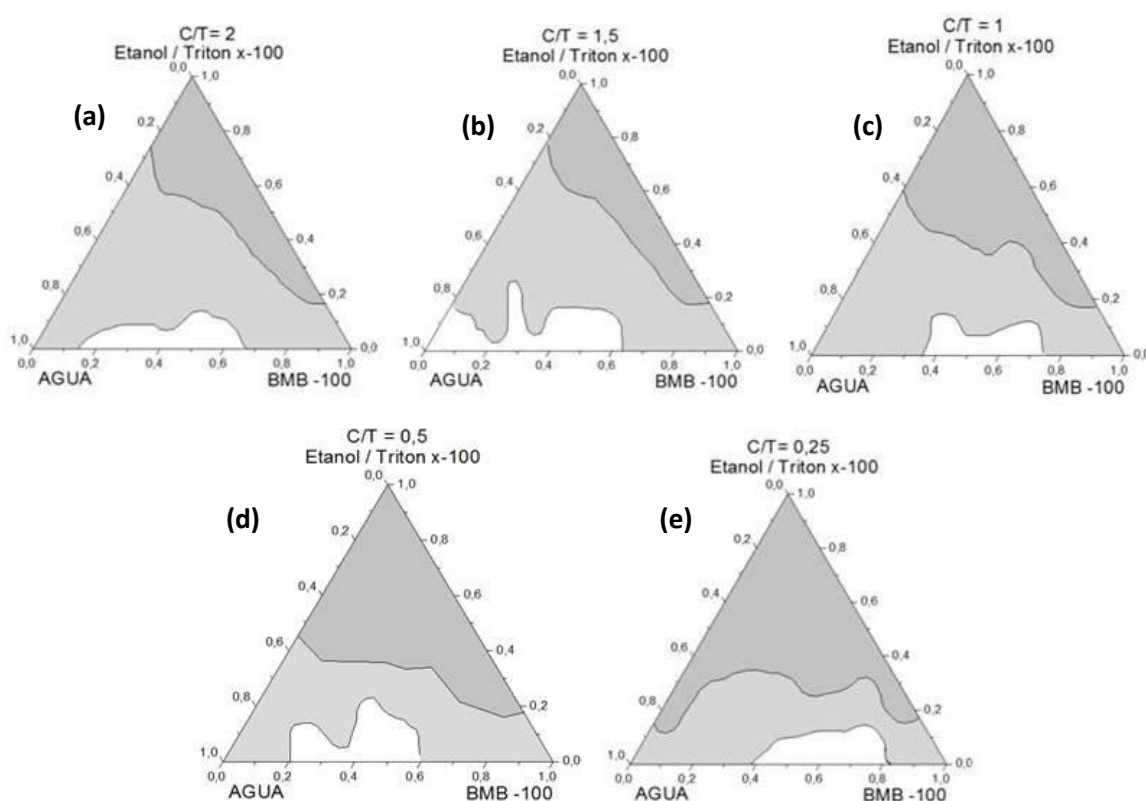 C/T= 2
Etanol / Triton x-100
(a)
0,0 1,0
0,2 0,8
0,4 0,6
0,6 0,4
0,8 0,2
1,0 0,0
0,0 0,2 0,4 0,6 0,8 1,0
AGUA BMB -100
C/T = 1,5
Etanol / Triton x-100
(b)
0,0 1,0
0,2 0,8
0,4 0,6
0,6 0,4
0,8 0,2
1,0 0,0
0,0 0,2 0,4 0,6 0,8 1,0
AGUA BMB -100
C/T = 1
Etanol / Triton x-100
(c)
0,0 1,0
0,2 0,8
0,4 0,6
0,6 0,4
0,8 0,2
1,0 0,0
0,0 0,2 0,4 0,6 0,8 1,0
AGUA BMB -100
C/T = 0,5
Etanol / Triton x-100
(d)
0,0 1,0
0,2 0,8
0,4 0,6
0,6 0,4
0,8 0,2
1,0 0,0
0,0 0,2 0,4 0,6 0,8 1,0
AGUA BMB -100
C/T= 0,25
Etanol / Triton x-100
(e)
0,0 1,0
0,2 0,8
0,4 0,6
0,6 0,4
0,8 0,2
1,0 0,0
0,0 0,2 0,4 0,6 0,8 1,0
AGUA BMB -100